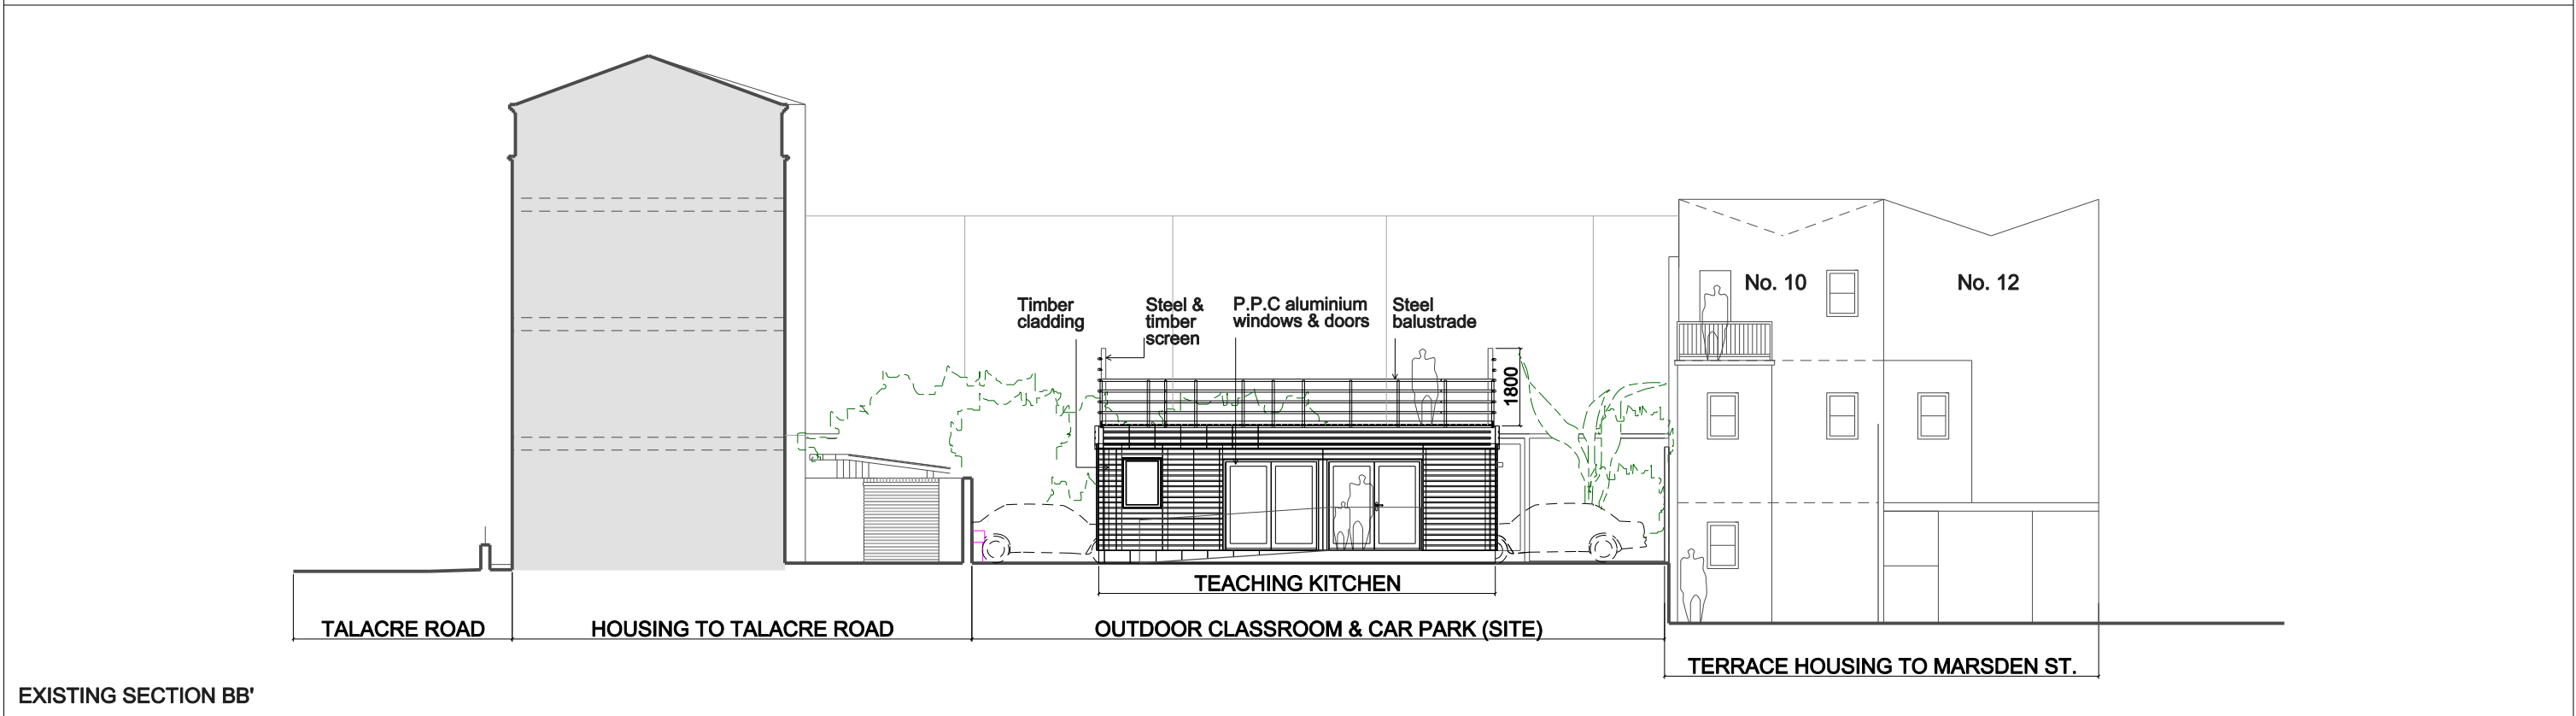 Timber
cladding
Steel &
timber
screen
P.P.C aluminium
windows & doors
Steel
balustrade
1800
No. 10
No. 12
TEACHING KITCHEN
TALACRE ROAD
HOUSING TO TALACRE ROAD
OUTDOOR CLASSROOM & CAR PARK (SITE)
TERRACE HOUSING TO MARSDEN ST.
EXISTING SECTION BB'